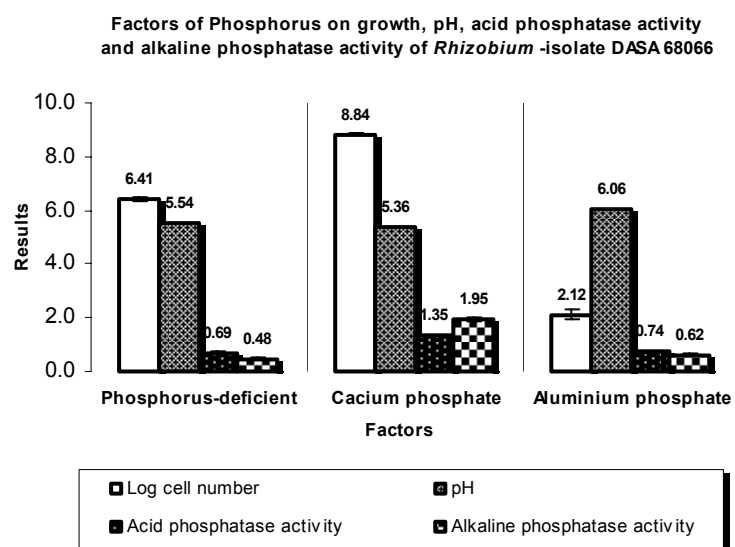 Factors of Phosphorus on growth, pH, acid phosphatase activity
and alkaline phosphatase activity of Rhizobium -isolate DASA 68066
10.0
8.0
6.0
4.0
2.0
0.0
Results
6.41
5.54
0.69
0.48
8.84
5.36
1.35
1.95
2.12
6.06
0.74
0.62
Phosphorus-deficient
Cacium phosphate
Aluminium phosphate
Factors
Log cell number
pH
Acid phosphatase activity
Alkaline phosphatase activity